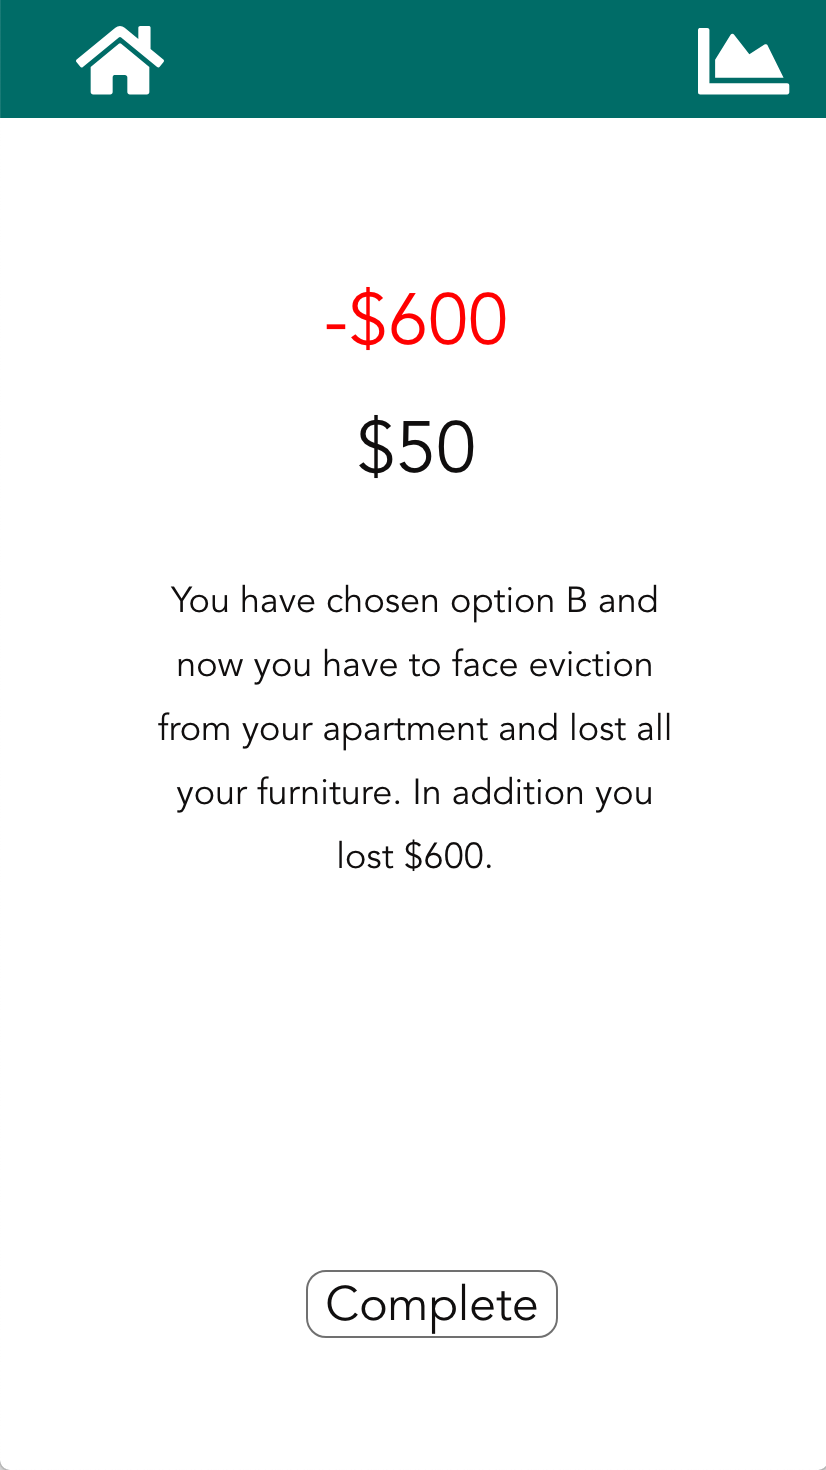 -$600
$50
You have chosen option B and
now you have to face eviction
from your apartment and lost all
your furniture. In addition you
lost $600.
Complete